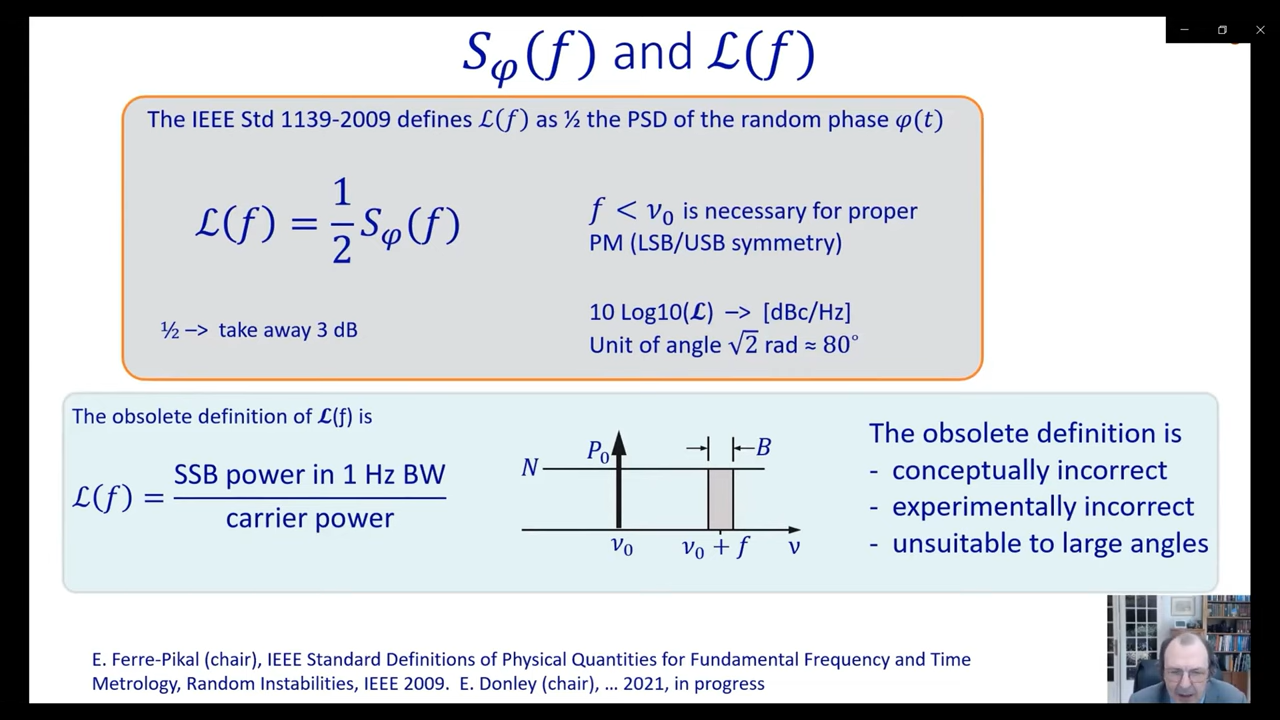 S_φ(f) and ℒ(f)
The IEEE Std 1139-2009 defines ℒ(f) as ½ the PSD of the random phase φ(t)
ℒ(f) = 1/2 S_φ(f)
f < ν₀ is necessary for proper
PM (LSB/USB symmetry)
½ –> take away 3 dB
10 Log10(ℒ) –> [dBc/Hz]
Unit of angle √2 rad ≈ 80°
The obsolete definition of ℒ(f) is
ℒ(f) = SSB power in 1 Hz BW / carrier power
N
P₀
B
ν₀
ν₀ + f
ν
The obsolete definition is
- conceptually incorrect
- experimentally incorrect
- unsuitable to large angles
E. Ferre-Pikal (chair), IEEE Standard Definitions of Physical Quantities for Fundamental Frequency and Time
Metrology, Random Instabilities, IEEE 2009. E. Donley (chair), ... 2021, in progress